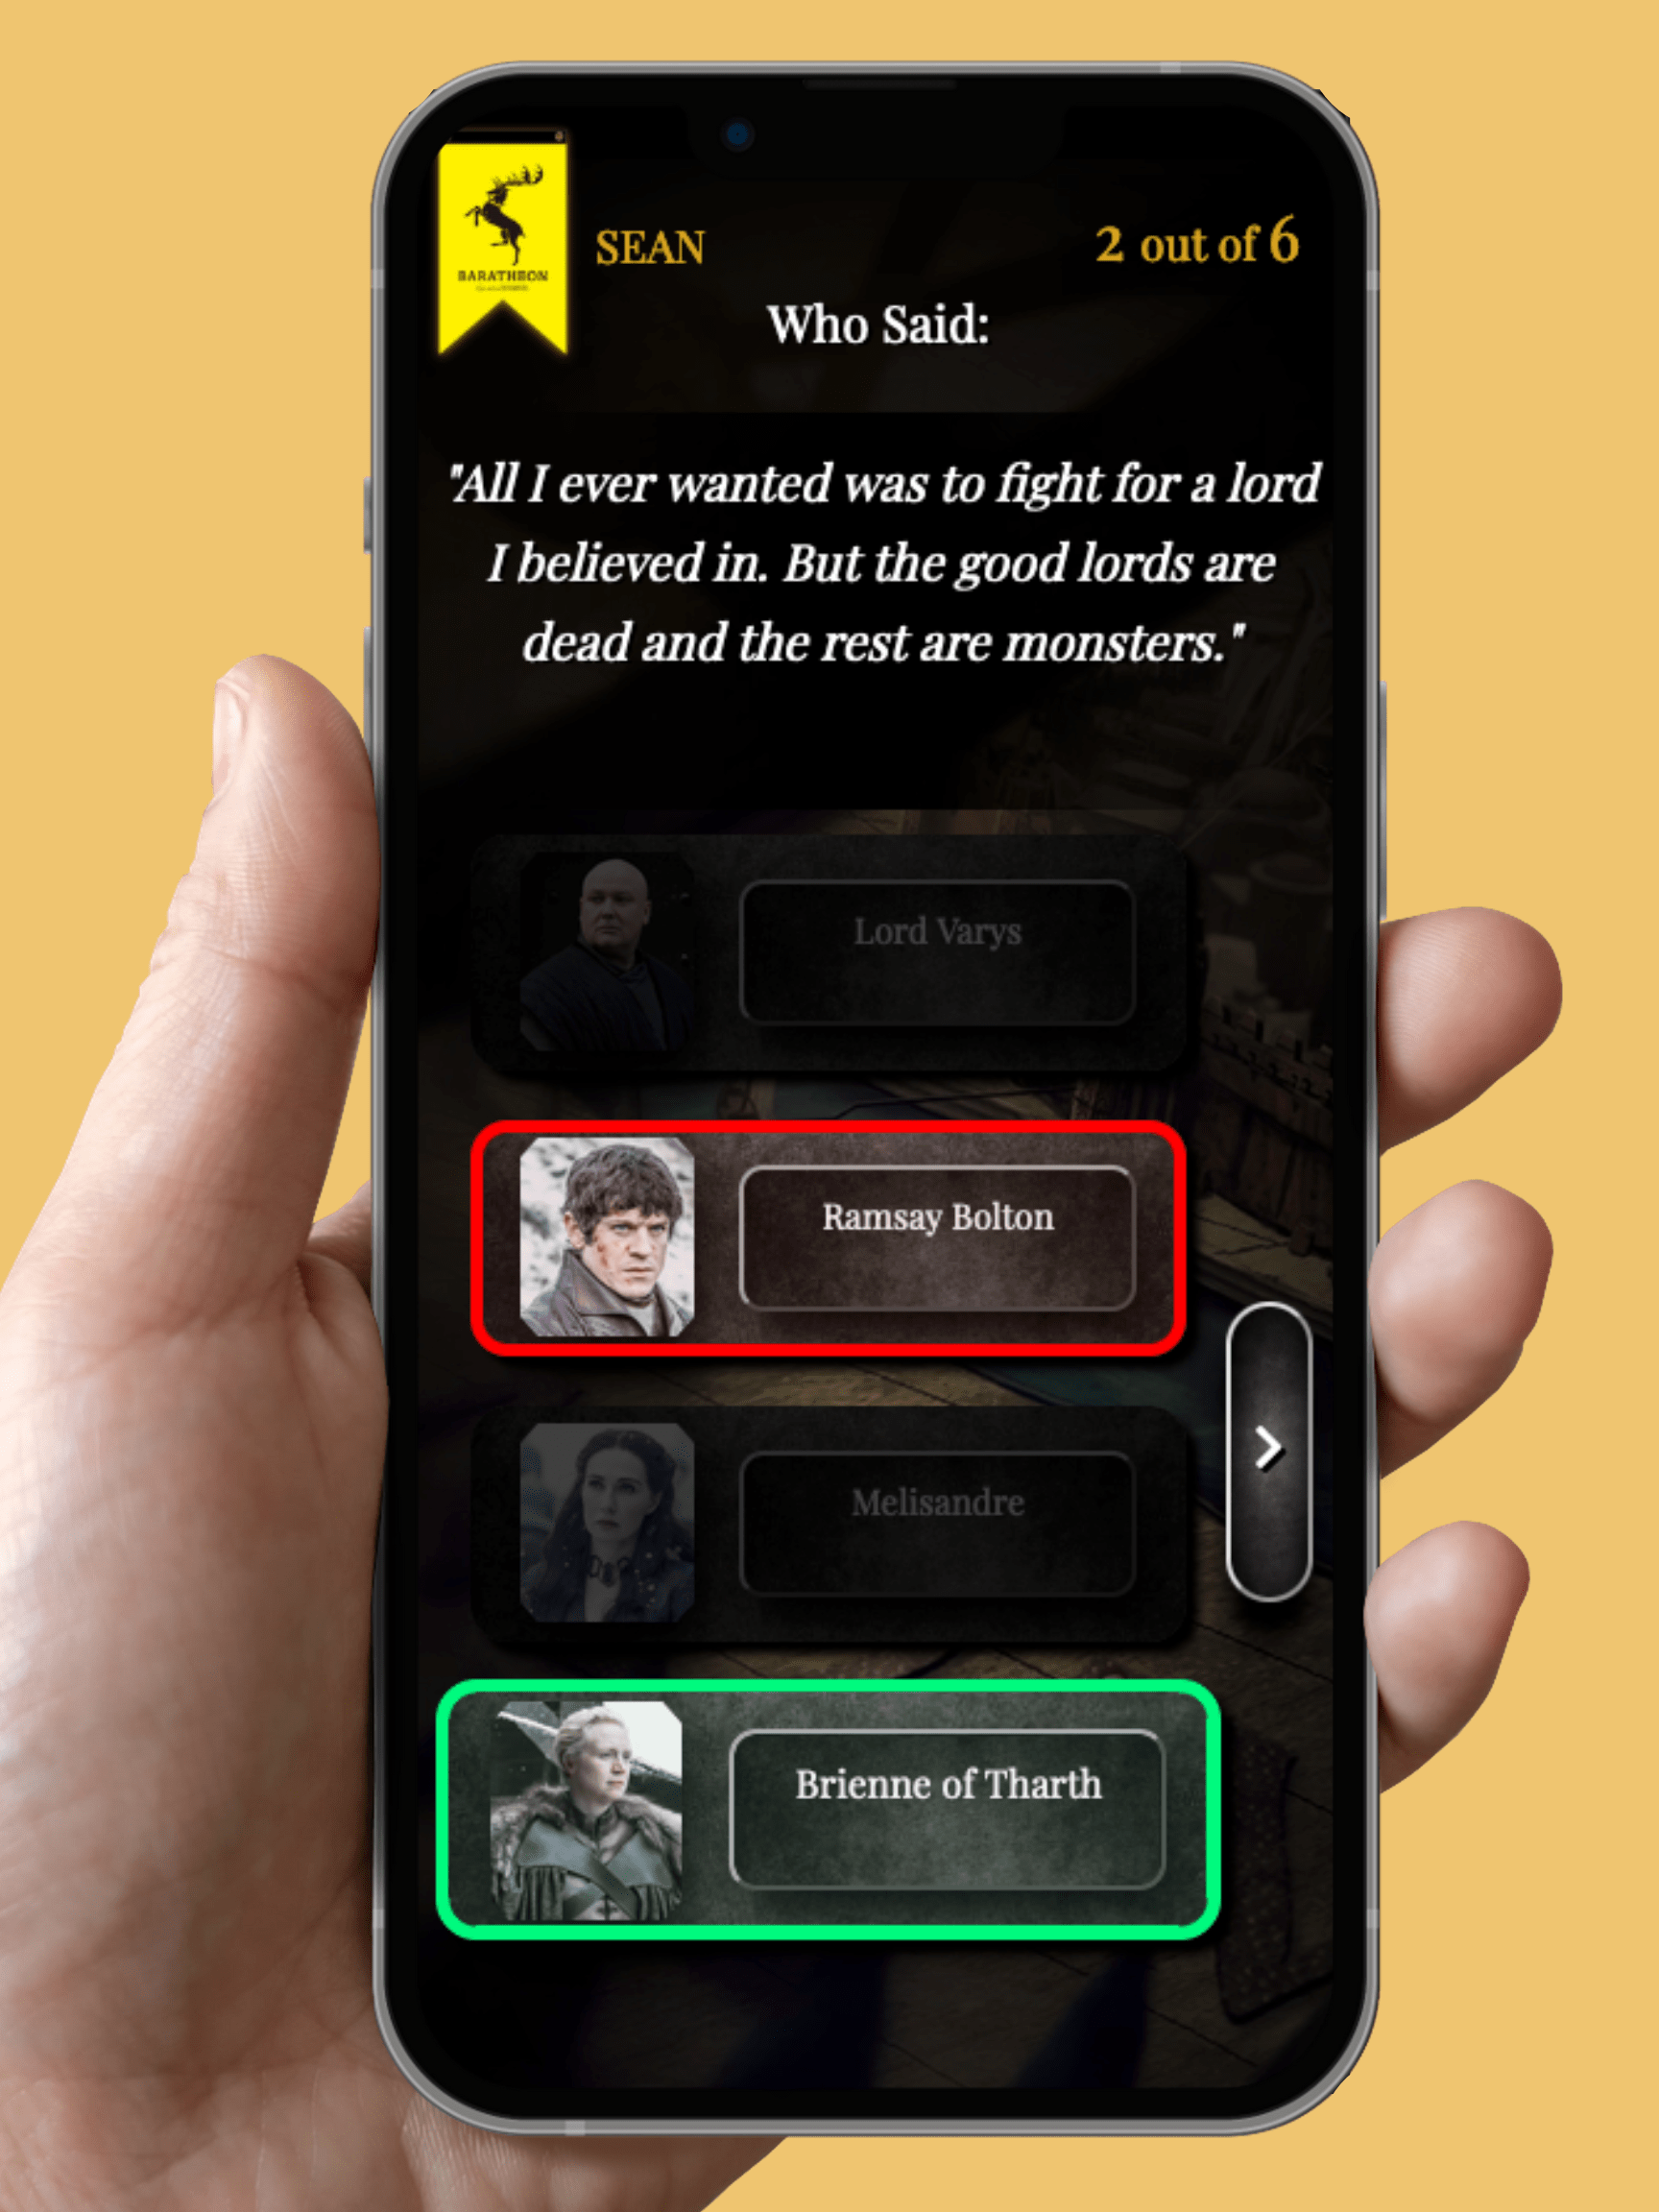 BARATHEON
SEAN
2 out of 6
Who Said:
"All I ever wanted was to fight for a lord
I believed in. But the good lords are
dead and the rest are monsters."
Lord Varys
Ramsay Bolton
Melisandre
Brienne of Tharth